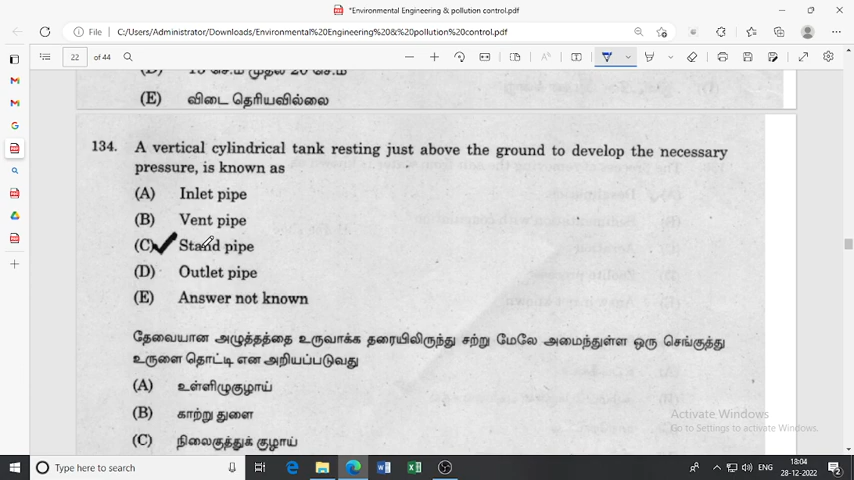 *Environmental Engineering & pollution control.pdf
File
C:/Users/Administrator/Downloads/Environmental%20Engineering%20&%20pollution%20control.pdf
22 of 44
(D) 15 செ.மீ முதல் 20 செ.மீ
(E) விடை தெரியவில்லை
134. A vertical cylindrical tank resting just above the ground to develop the necessary
pressure, is known as
(A) Inlet pipe
(B) Vent pipe
(C) Stand pipe
(D) Outlet pipe
(E) Answer not known
தேவையான அழுத்தத்தை உருவாக்க தரையிலிருந்து சற்று மேலே அமைந்துள்ள ஒரு செங்குத்து
உருளை தொட்டி என அறியப்படுவது
(A) உள்ளிழுகுழாய்
(B) காற்று துளை
(C) நிலைகுத்துக் குழாய்
Activate Windows
Go to Settings to activate Windows.
Type here to search
ENG
18:04
28-12-2022
2